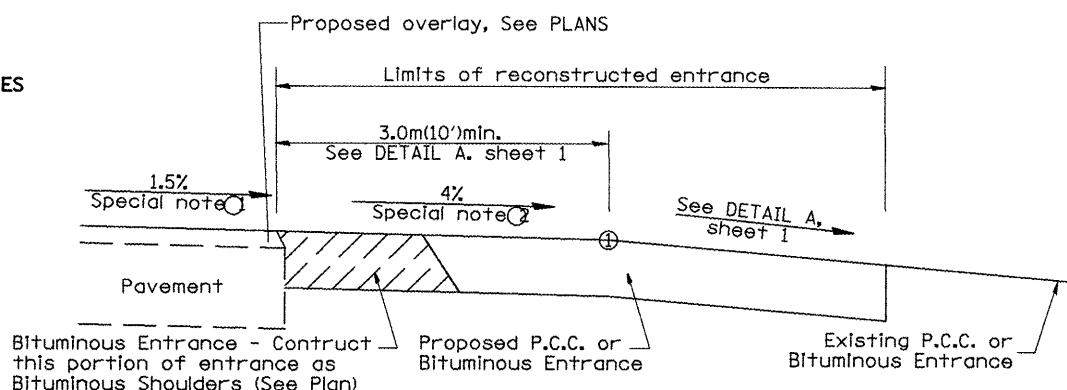 Proposed overlay, See PLANS
ES
Limits of reconstructed entrance
3.0m(10')min.
See DETAIL A. sheet 1
1.5%
Special note 1
4%
Special note 2
See DETAIL A,
sheet 1
1
Pavement
Bituminous Entrance - Contruct
this portion of entrance as
Bituminous Shoulders (See Plan)
Proposed P.C.C. or
Bituminous Entrance
Existing P.C.C. or
Bituminous Entrance